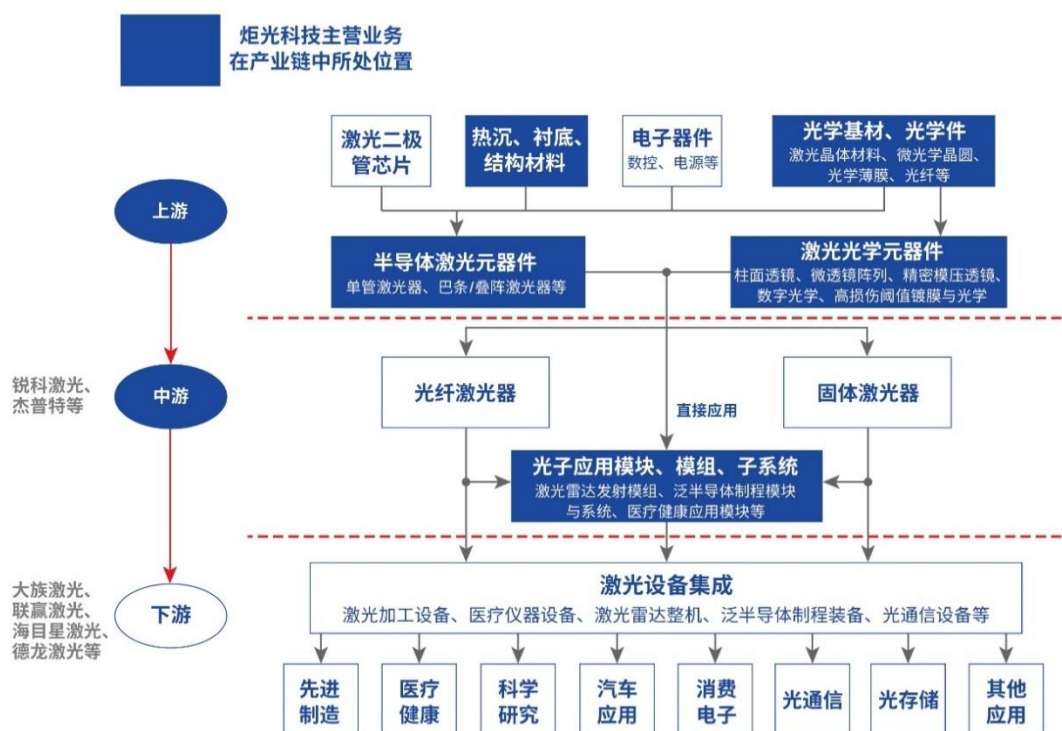 炬光科技主营业务
在产业链中所处位置
激光二极
管芯片
热沉、衬底、
结构材料
电子器件
数控、电源等
光学基材、光学件
激光晶体材料、微光学晶圆、
光学薄膜、光纤等
上游
半导体激光元器件
单管激光器、巴条/叠阵激光器等
激光光学元器件
柱面透镜、微透镜阵列、精密模压透镜、
数字光学、高损伤阈值镀膜与光学
锐科激光、
杰普特等
中游
光纤激光器
直接应用
固体激光器
光子应用模块、模组、子系统
激光雷达发射模组、泛半导体制程模块
与系统、医疗健康应用模块等
大族激光、
联赢激光、
海目星激光、
德龙激光等
下游
激光设备集成
激光加工设备、医疗仪器设备、激光雷达整机、泛半导体制程装备、光通信设备等
先进
制造
医疗
健康
科学
研究
汽车
应用
消费
电子
光通信
光存储
其他
应用